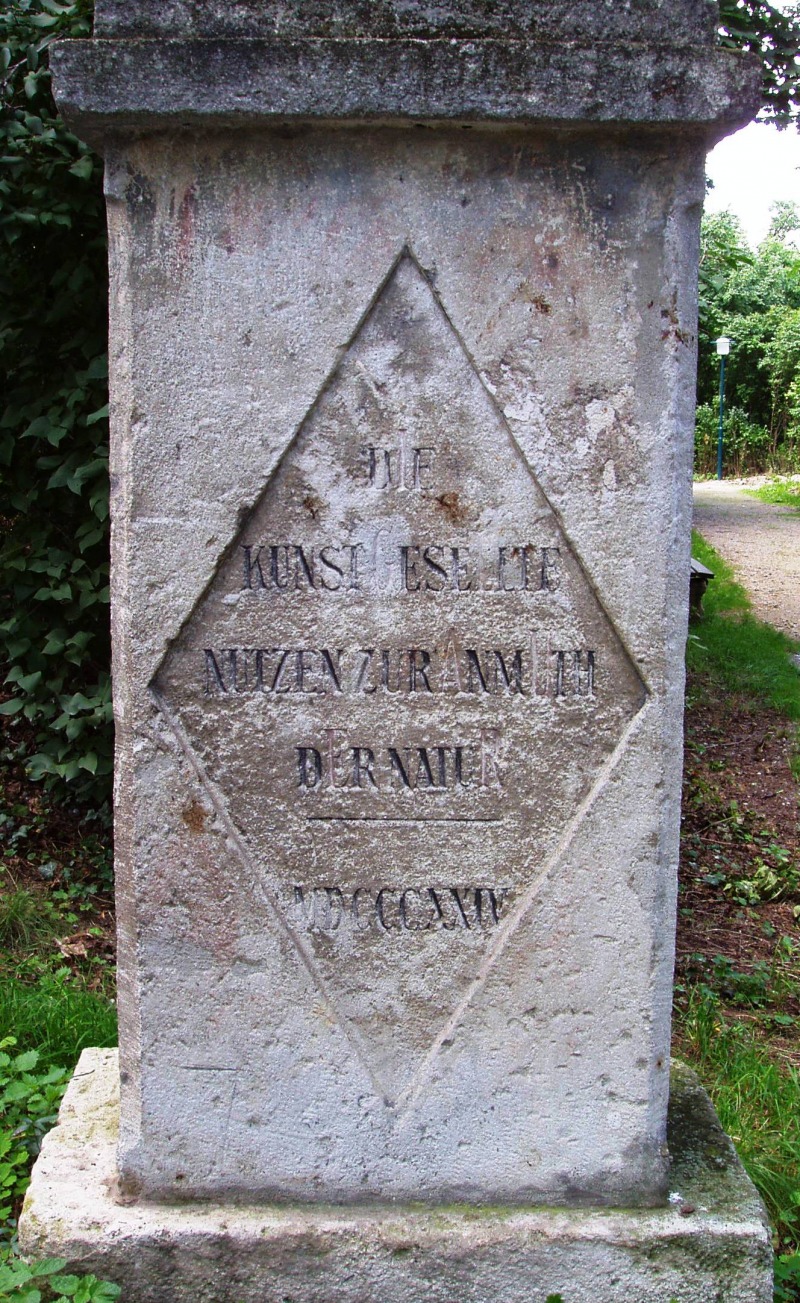 DIE
KUNST GESELLTE
NUTZEN ZUR ANMUTH
DER NATUR
MDCCCXXIV